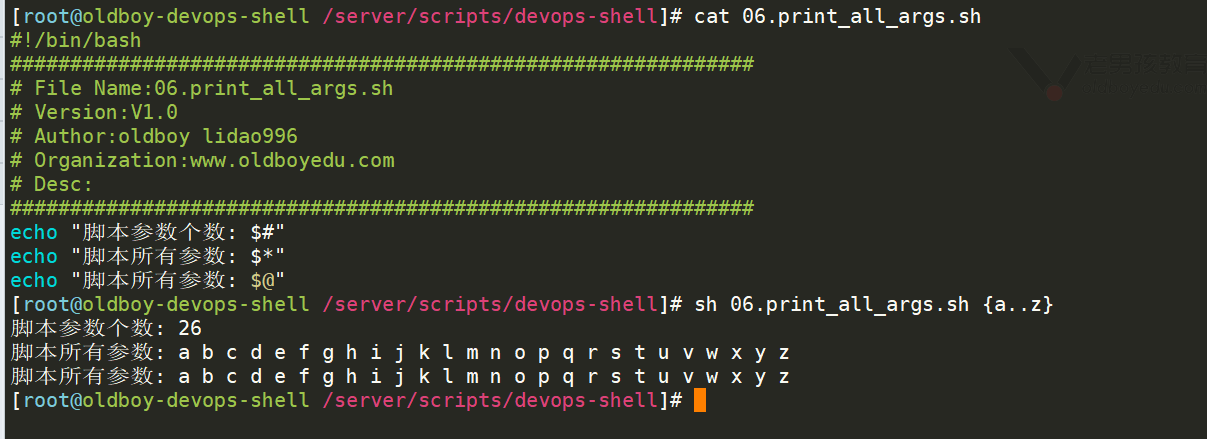 [root@oldboy-devops-shell /server/scripts/devops-shell]# cat 06.print_all_args.sh
#!/bin/bash
##############################################################
# File Name:06.print_all_args.sh
# Version:V1.0
# Author:oldboy lidao996
# Organization:www.oldboyedu.com
# Desc:
##############################################################
echo "脚本参数个数: $#"
echo "脚本所有参数: $*"
echo "脚本所有参数: $@"
[root@oldboy-devops-shell /server/scripts/devops-shell]# sh 06.print_all_args.sh {a..z}
脚本参数个数: 26
脚本所有参数: a b c d e f g h i j k l m n o p q r s t u v w x y z
脚本所有参数: a b c d e f g h i j k l m n o p q r s t u v w x y z
[root@oldboy-devops-shell /server/scripts/devops-shell]#